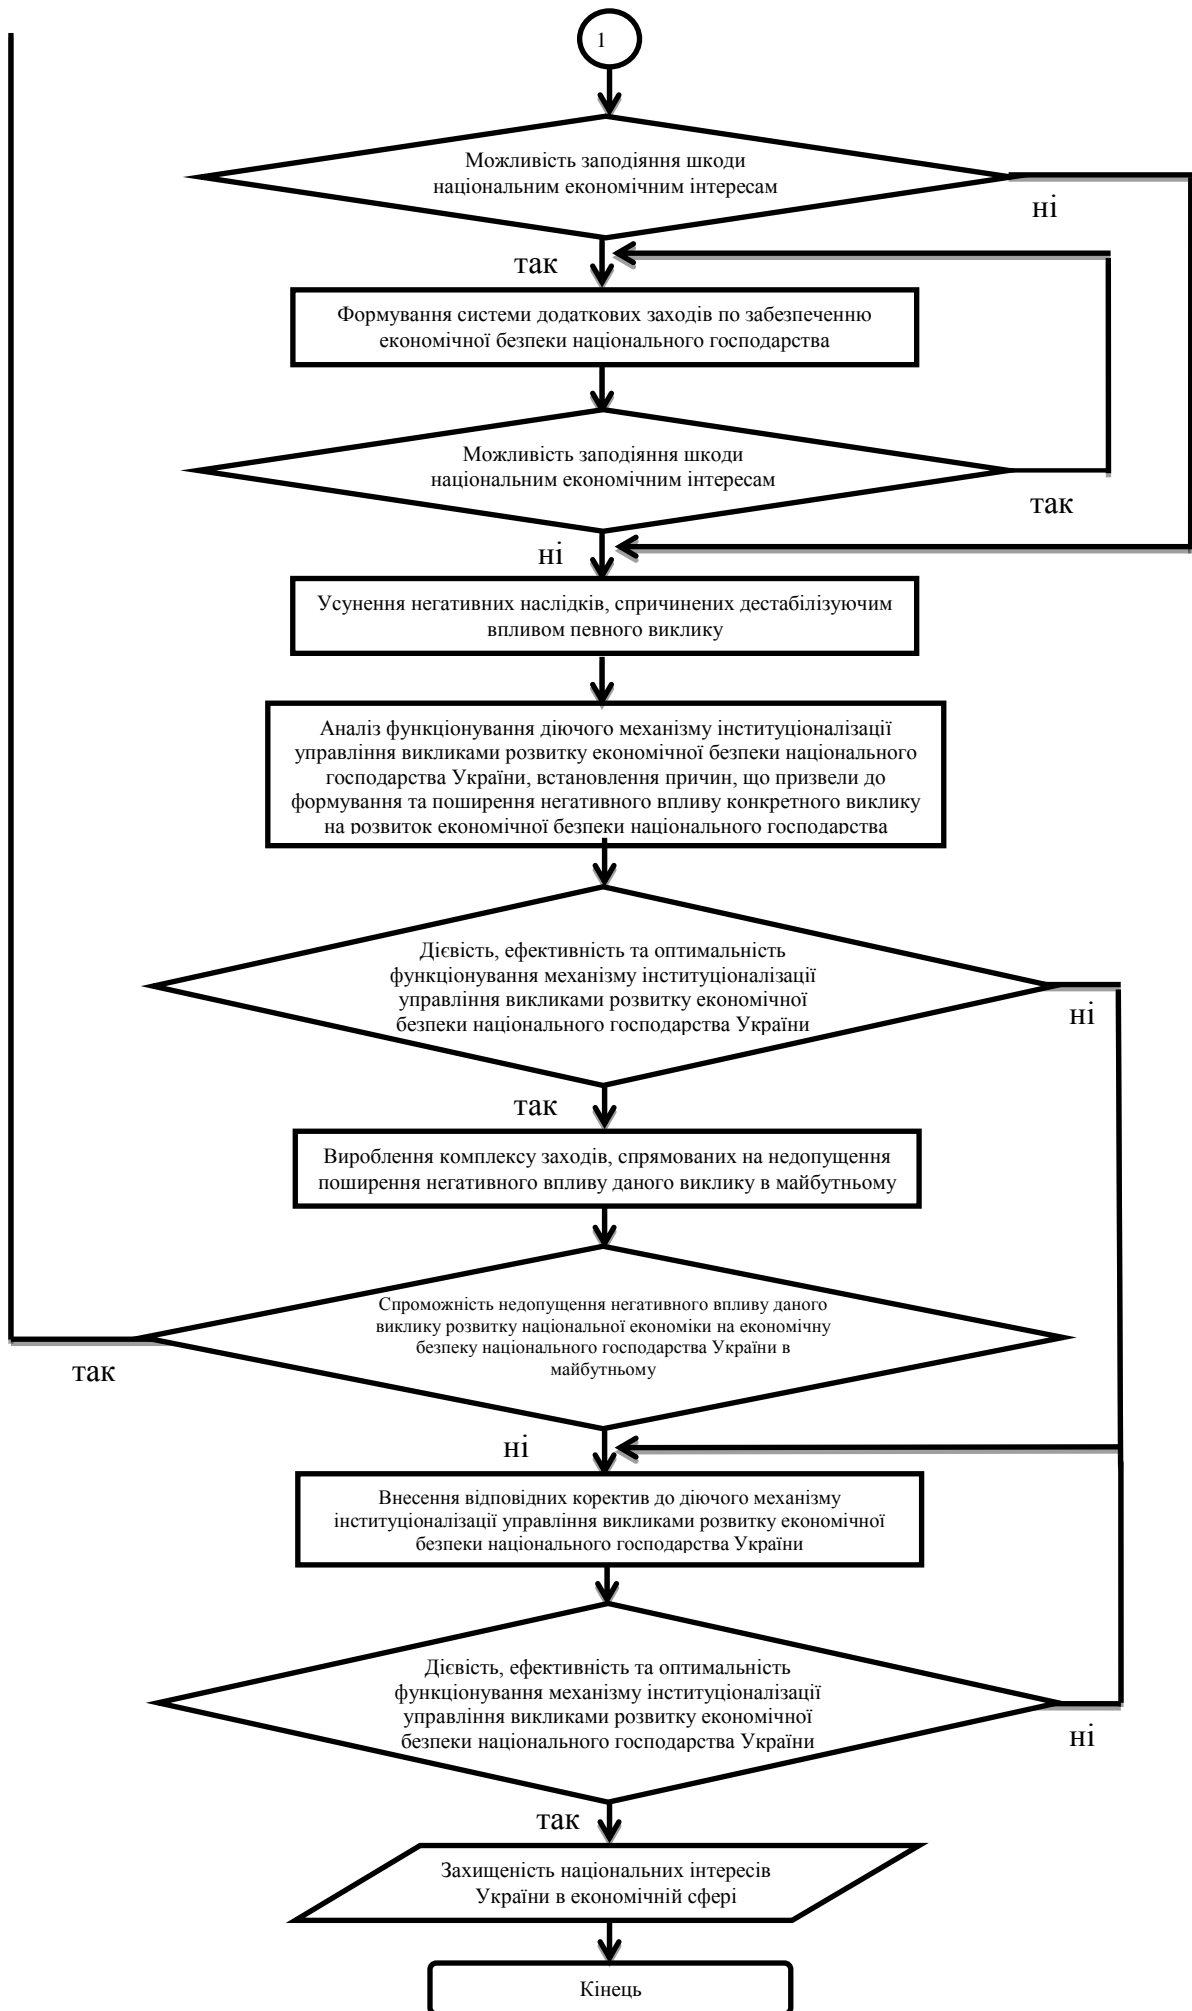 1
Можливість заподіяння шкоди
національним економічним інтересам
ні
так
Формування системи додаткових заходів по забезпеченню
економічної безпеки національного господарства
Можливість заподіяння шкоди
національним економічним інтересам
так
ні
Усунення негативних наслідків, спричинених дестабілізуючим
впливом певного виклику
Аналіз функціонування діючого механізму інституціоналізації
управління викликами розвитку економічної безпеки національного
господарства України, встановлення причин, що призвели до
формування та поширення негативного впливу конкретного виклику
на розвиток економічної безпеки національного господарства
Дієвість, ефективність та оптимальність
функціонування механізму інституціоналізації
управління викликами розвитку економічної
безпеки національного господарства України
ні
так
Вироблення комплексу заходів, спрямованих на недопущення
поширення негативного впливу даного виклику в майбутньому
Спроможність недопущення негативного впливу даного
виклику розвитку національної економіки на економічну
безпеку національного господарства України в
майбутньому
так
ні
Внесення відповідних коректив до діючого механізму
інституціоналізації управління викликами розвитку економічної
безпеки національного господарства України
Дієвість, ефективність та оптимальність
функціонування механізму інституціоналізації
управління викликами розвитку економічної
безпеки національного господарства України
ні
так
Захищеність національних інтересів
України в економічній сфері
Кінець